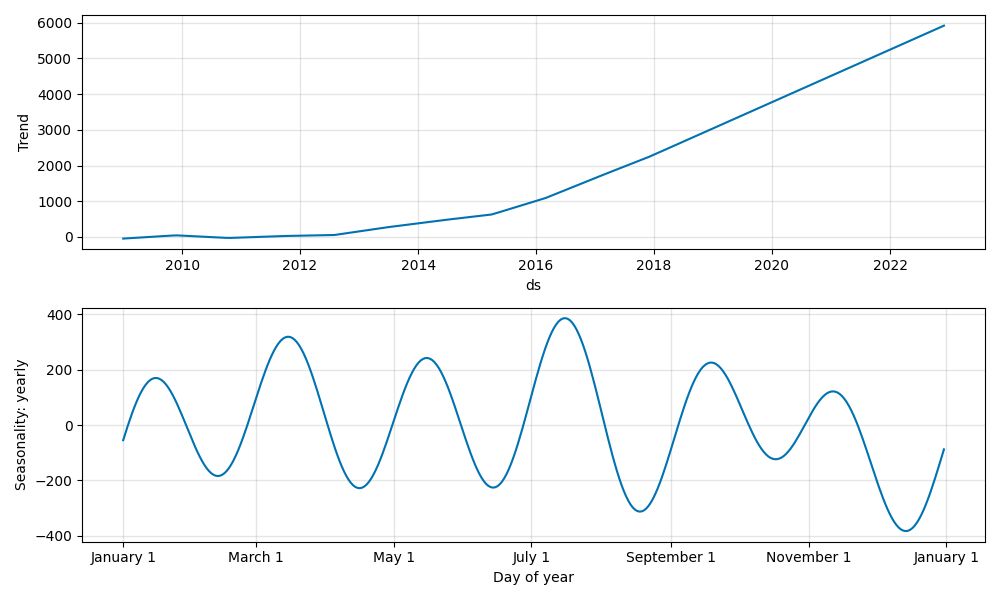 6000
5000
4000
3000
2000
1000
0
Trend
2010 2012 2014 2016 2018 2020 2022
ds
400
200
0
−200
−400
Seasonality: yearly
January 1 March 1 May 1 July 1 September 1 November 1 January 1
Day of year